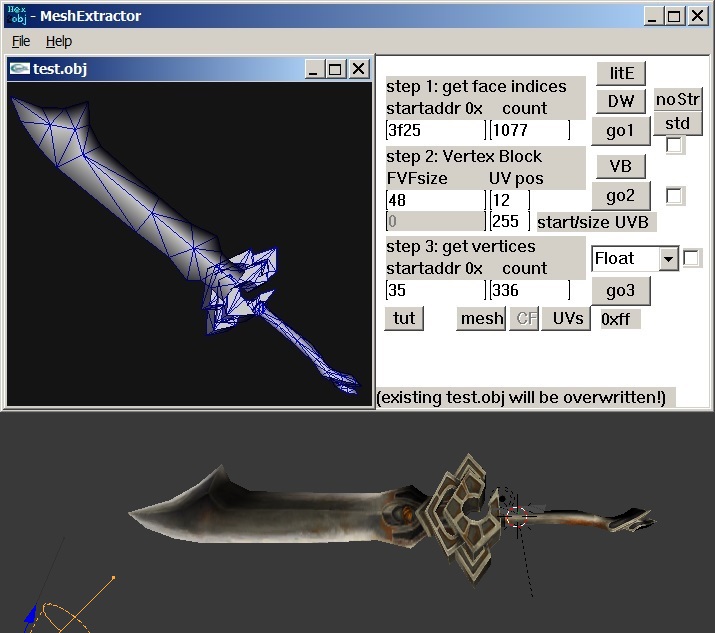 Hex
obj - MeshExtractor
File Help
test.obj
step 1: get face indices
startaddr 0x count
3f25 1077
litE
DW
go1
noStr
std
step 2: Vertex Block
FVFsize UV pos
48 12
0 255 start/size UVB
VB
go2
step 3: get vertices
startaddr 0x count
35 336
Float
go3
tut mesh CF UVs 0xff
(existing test.obj will be overwritten!)